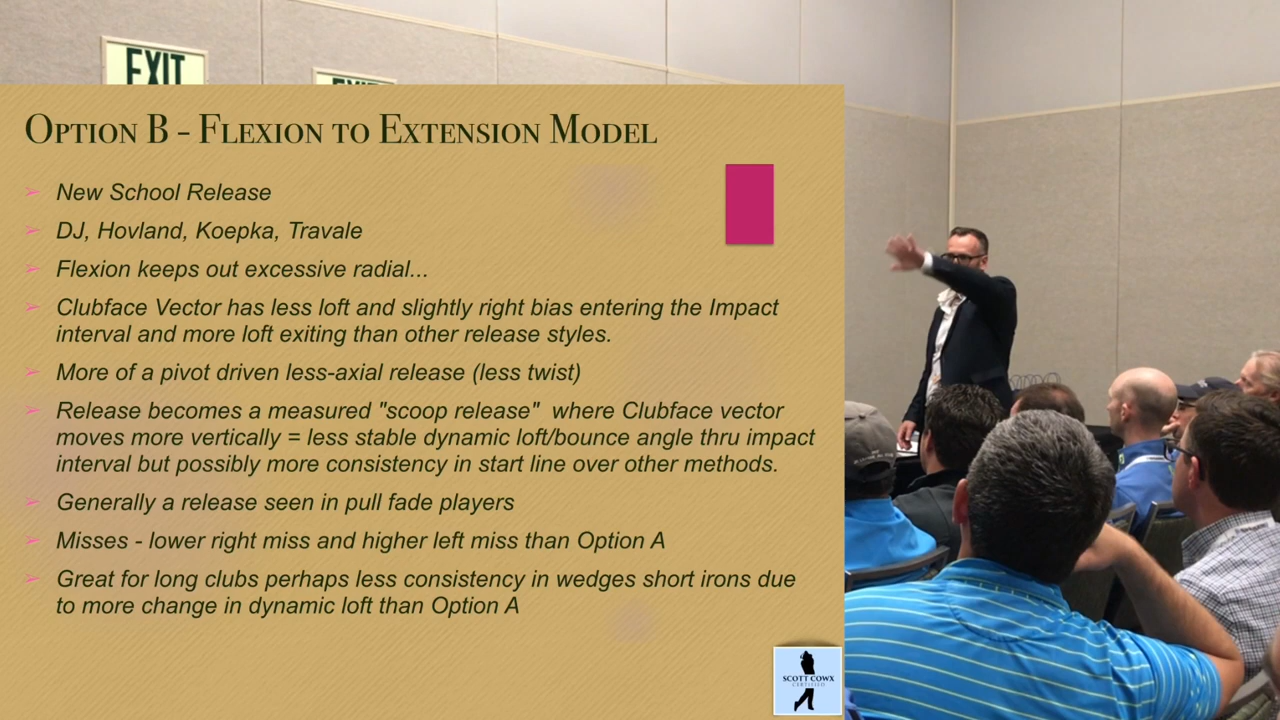 EXIT
Option B - Flexion to Extension Model
➢ New School Release
➢ DJ, Hovland, Koepka, Travale
➢ Flexion keeps out excessive radial...
➢ Clubface Vector has less loft and slightly right bias entering the Impact
interval and more loft exiting than other release styles.
➢ More of a pivot driven less-axial release (less twist)
➢ Release becomes a measured "scoop release" where Clubface vector
moves more vertically = less stable dynamic loft/bounce angle thru impact
interval but possibly more consistency in start line over other methods.
➢ Generally a release seen in pull fade players
➢ Misses - lower right miss and higher left miss than Option A
➢ Great for long clubs perhaps less consistency in wedges short irons due
to more change in dynamic loft than Option A
SCOTT COWX
CERTIFIED